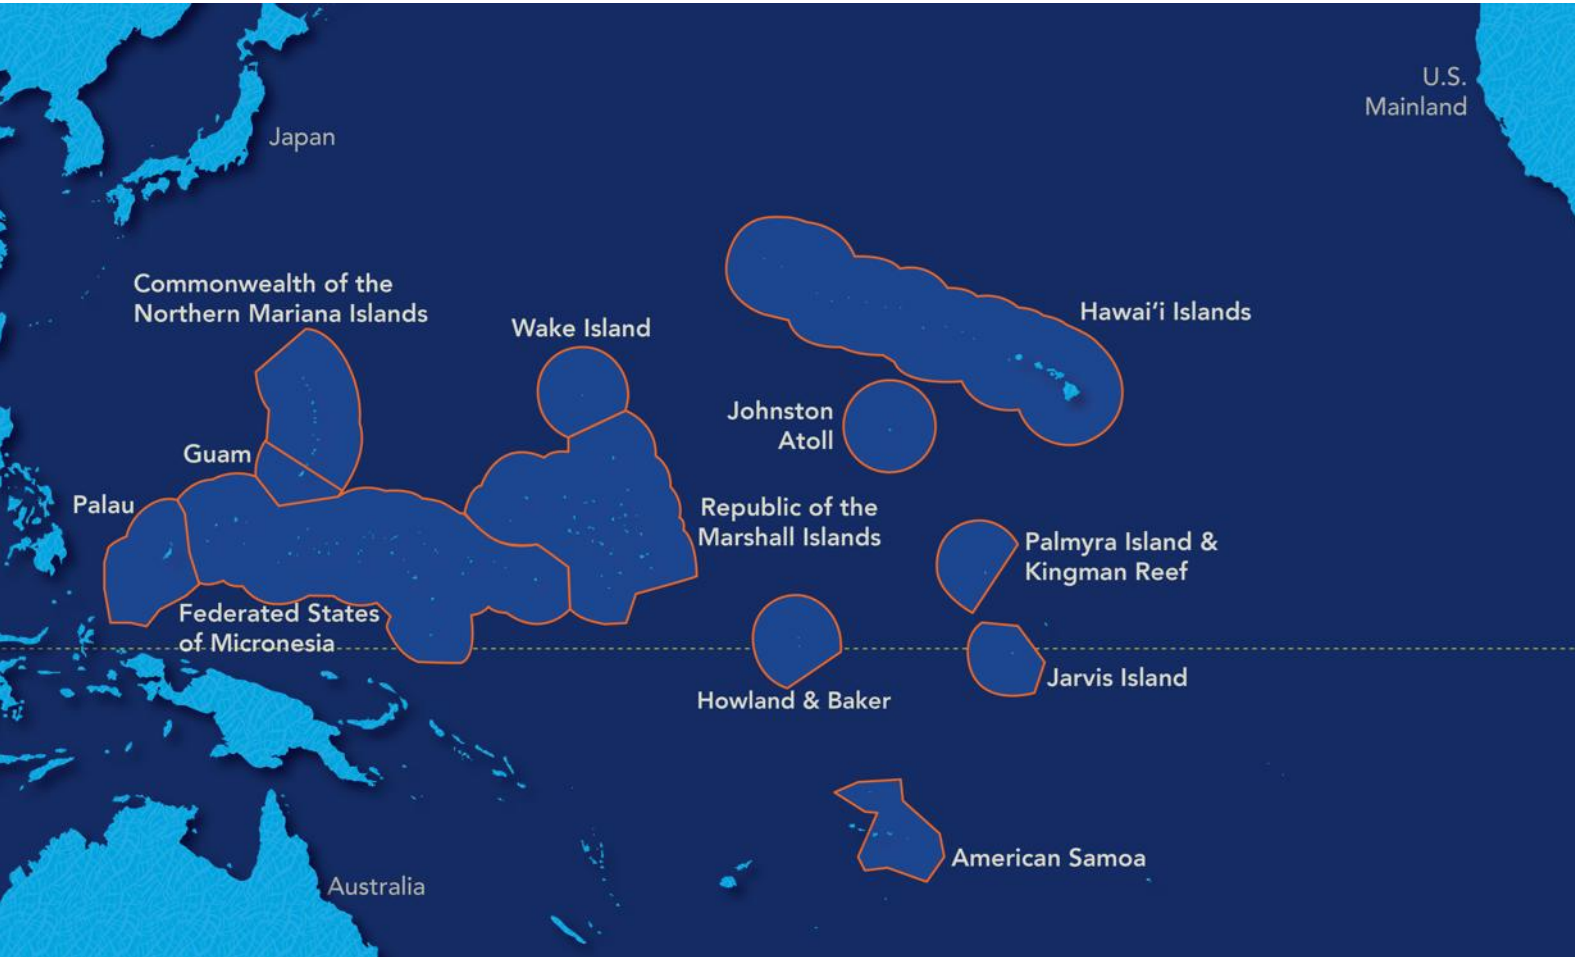 U.S.
Mainland
Japan
Commonwealth of the
Northern Mariana Islands
Wake Island
Hawai‘i Islands
Johnston
Atoll
Guam
Palau
Republic of the
Marshall Islands
Palmyra Island &
Kingman Reef
Federated States
of Micronesia
Jarvis Island
Howland & Baker
American Samoa
Australia